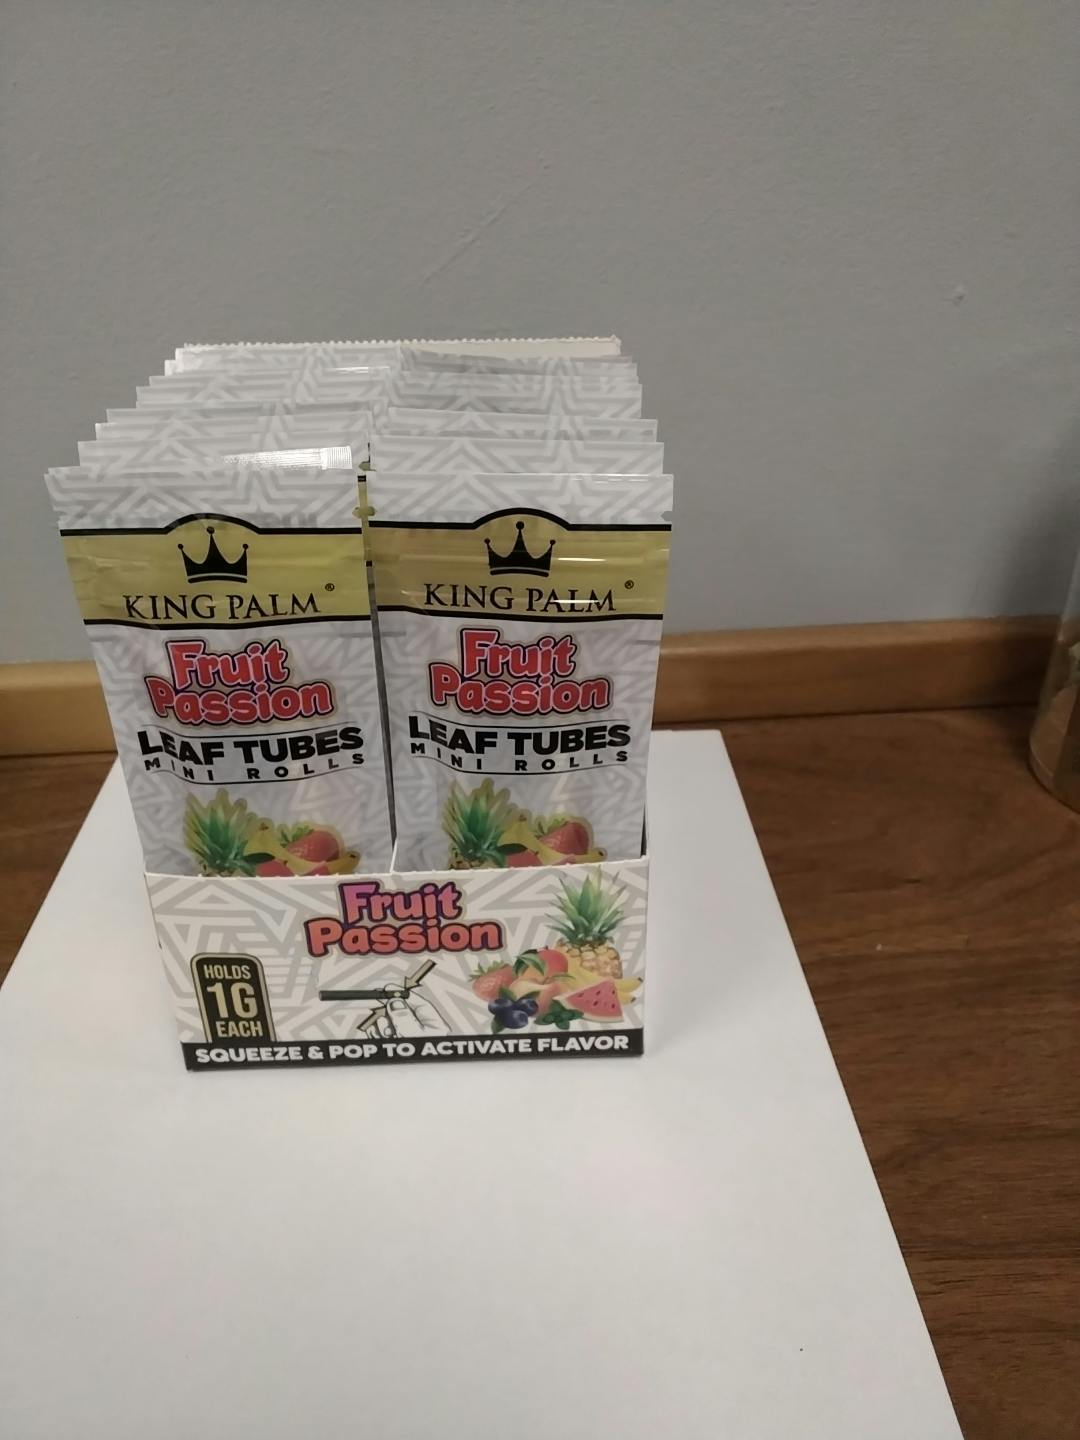 KING PALM®
Fruit
Passion
LEAF TUBES
MINI ROLLS
KING PALM®
Fruit
Passion
LEAF TUBES
MINI ROLLS
Fruit
Passion
HOLDS
1G
EACH
SQUEEZE & POP TO ACTIVATE FLAVOR